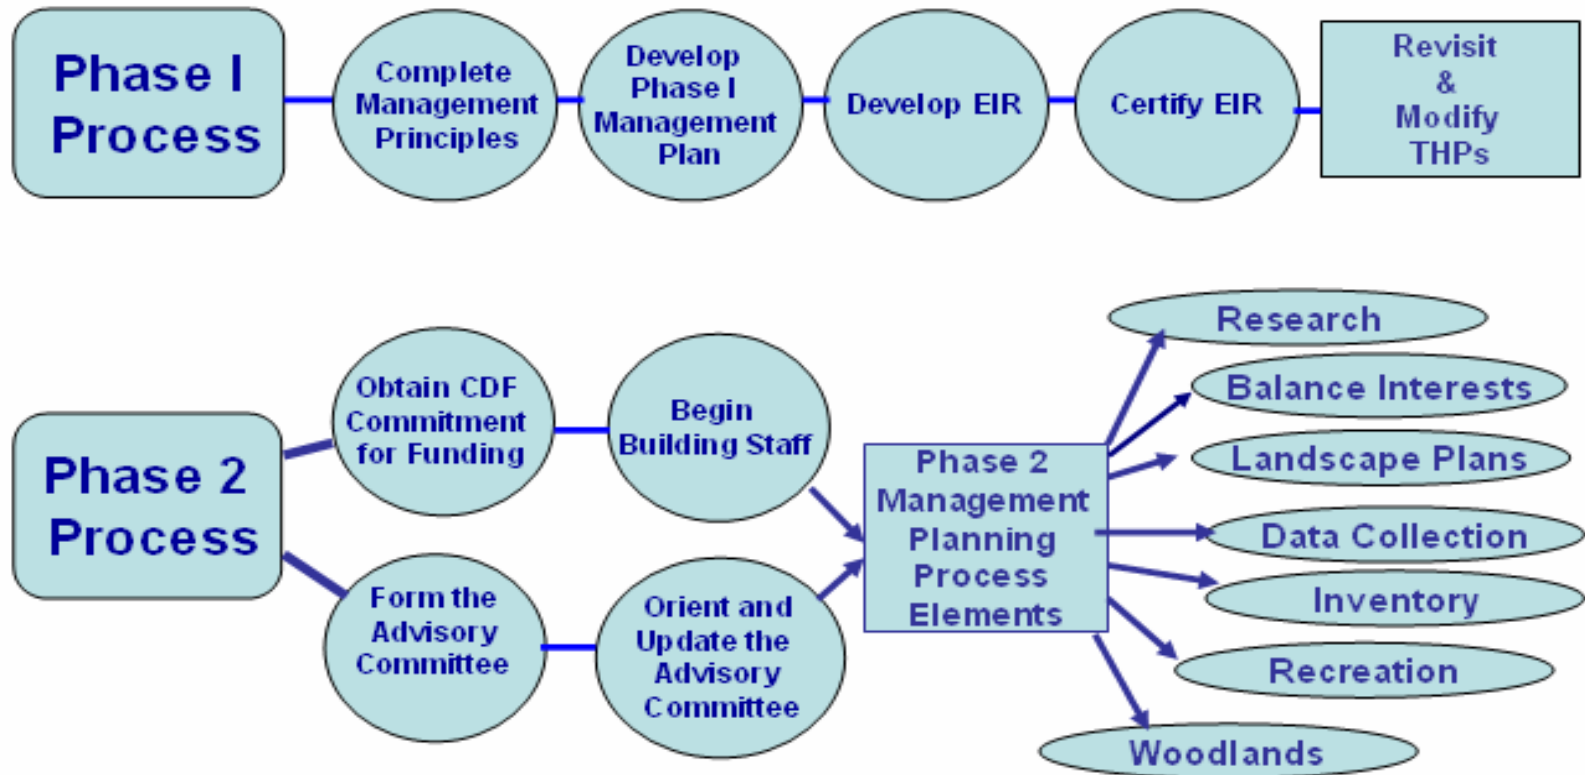 Phase I
Process
Complete
Management
Principles
Develop
Phase I
Management
Plan
Develop EIR
Certify EIR
Revisit
&
Modify
THPs
Phase 2
Process
Obtain CDF
Commitment
for Funding
Begin
Building Staff
Form the
Advisory
Committee
Orient and
Update the
Advisory
Committee
Phase 2
Management
Planning
Process
Elements
Research
Balance Interests
Landscape Plans
Data Collection
Inventory
Recreation
Woodlands